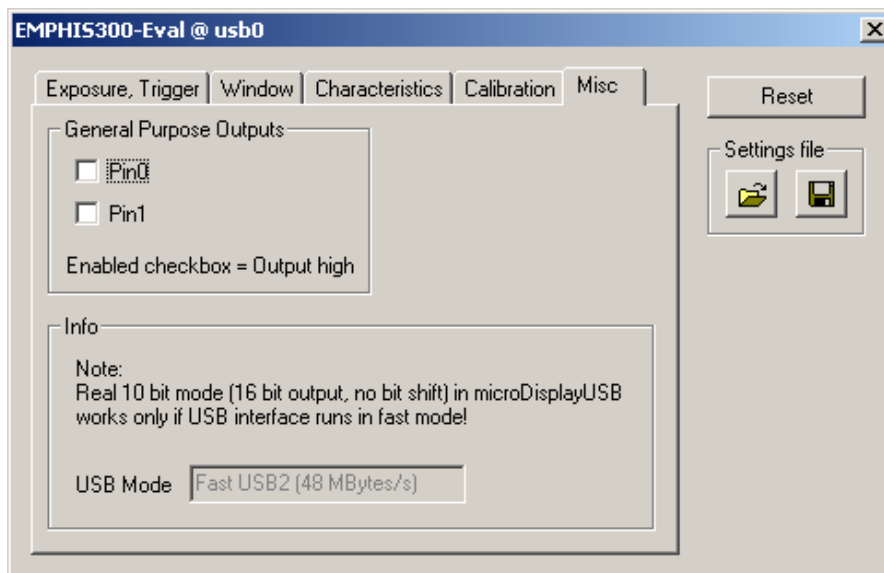 EMPHIS300-Eval @ usb0
Exposure, Trigger
Window
Characteristics
Calibration
Misc
Reset
Settings file
General Purpose Outputs
Pin0
Pin1
Enabled checkbox = Output high
Info
Note:
Real 10 bit mode (16 bit output, no bit shift) in microDisplayUSB
works only if USB interface runs in fast mode!
USB Mode
Fast USB2 (48 MBytes/s)